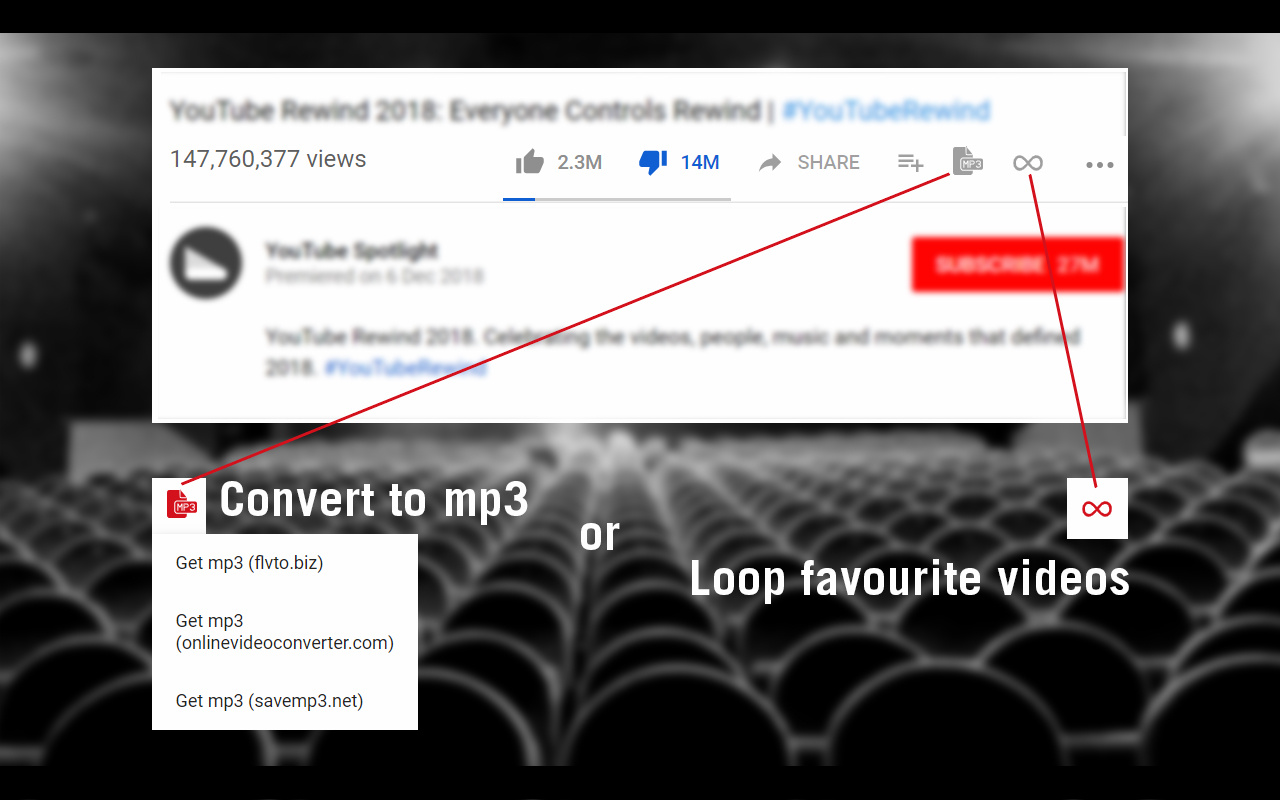 YouTube Rewind 2018: Everyone Controls Rewind | #YouTubeRewind
147,760,377 views
2.3M
14M
SHARE
MP3
YouTube Spotlight
Premiered on 6 Dec 2018
SUBSCRIBE 27M
YouTube Rewind 2018. Celebrating the videos, people, music and moments that defined
2018. #YouTubeRewind
MP3
Convert to mp3
or
Loop favourite videos
Get mp3 (flvto.biz)
Get mp3
(onlinevideoconverter.com)
Get mp3 (savemp3.net)